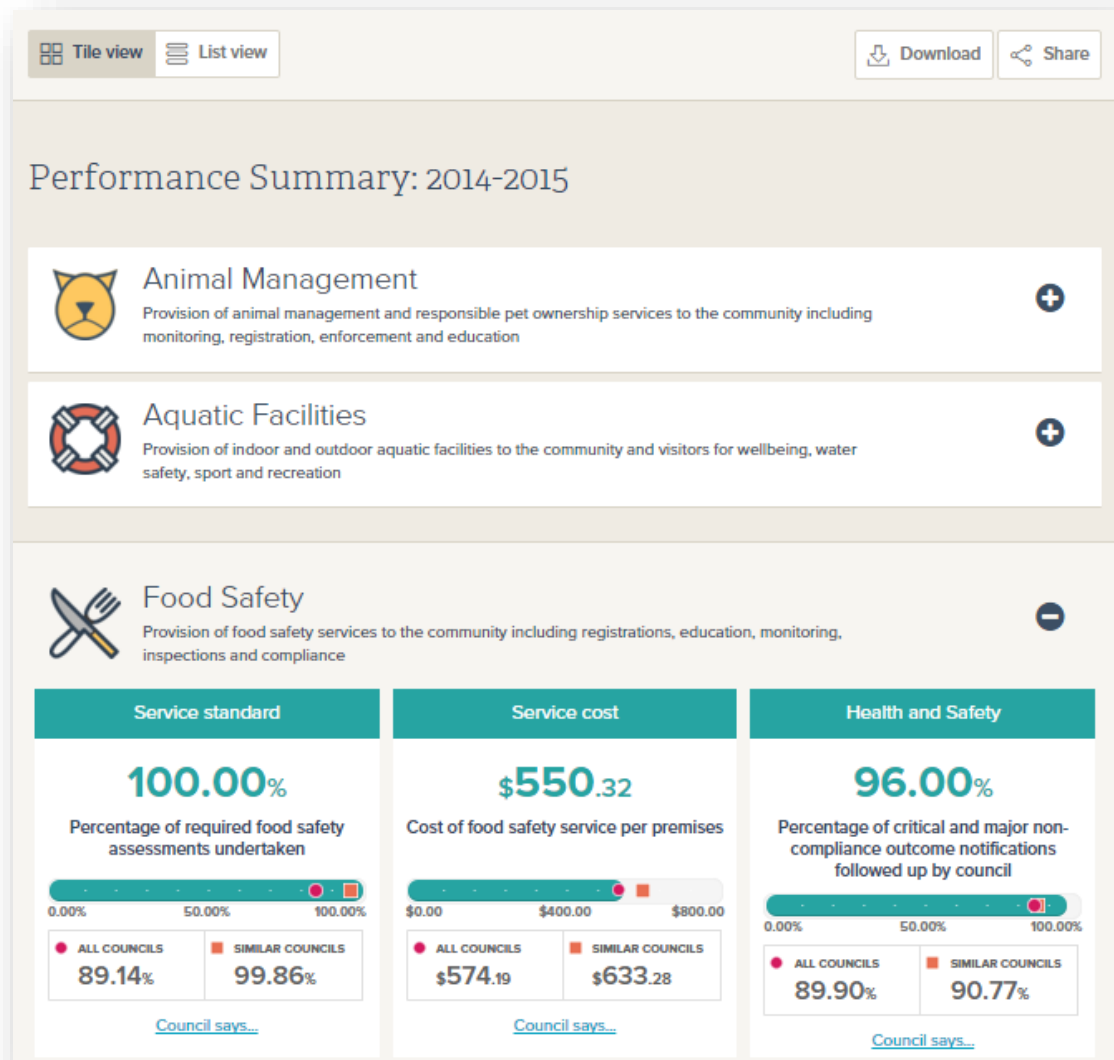 Tile view
List view
Download
Share
Performance Summary: 2014-2015
Animal Management
Provision of animal management and responsible pet ownership services to the community including
monitoring, registration, enforcement and education
Aquatic Facilities
Provision of indoor and outdoor aquatic facilities to the community and visitors for wellbeing, water
safety, sport and recreation
Food Safety
Provision of food safety services to the community including registrations, education, monitoring,
inspections and compliance
Service standard
100.00%
Percentage of required food safety
assessments undertaken
0.00% 50.00% 100.00%
ALL COUNCILS
89.14%
SIMILAR COUNCILS
99.86%
Council says...
Service cost
$550.32
Cost of food safety service per premises
$0.00 $400.00 $800.00
ALL COUNCILS
$574.19
SIMILAR COUNCILS
$633.28
Council says...
Health and Safety
96.00%
Percentage of critical and major non-
compliance outcome notifications
followed up by council
0.00% 50.00% 100.00%
ALL COUNCILS
89.90%
SIMILAR COUNCILS
90.77%
Council says...